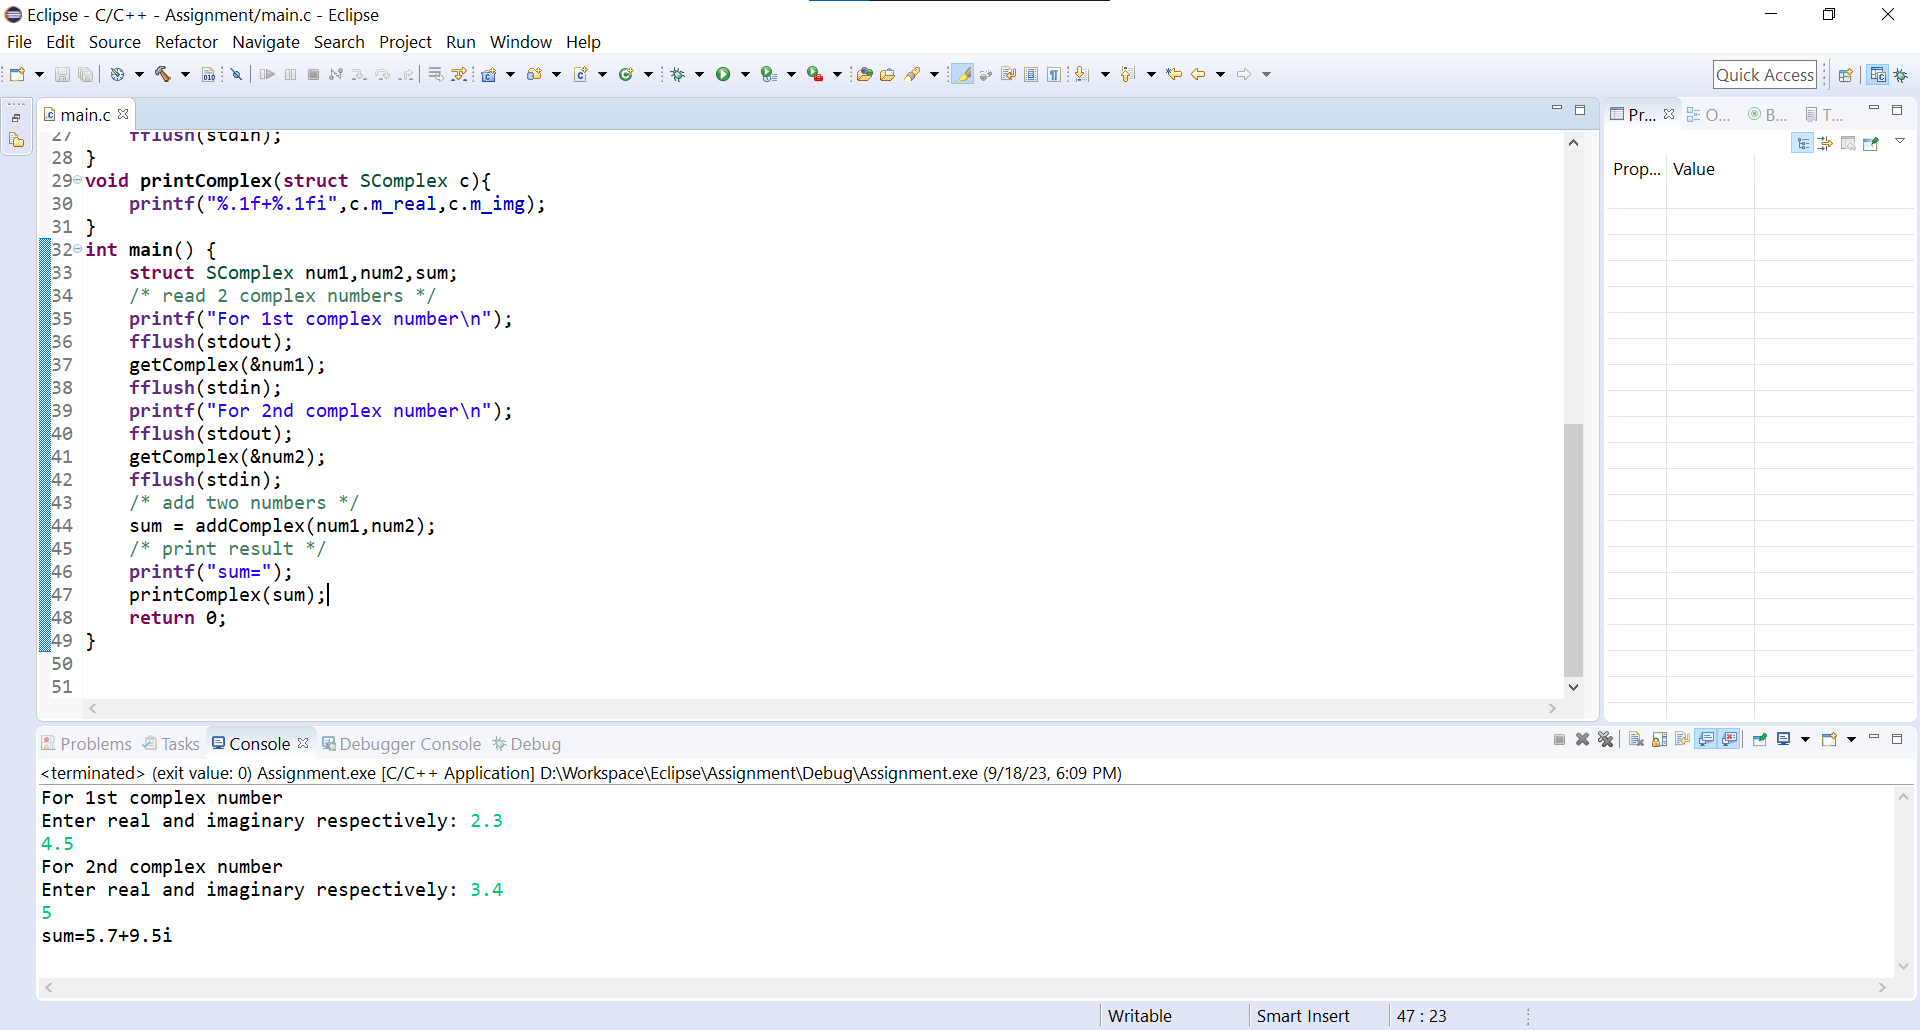 Eclipse - C/C++ - Assignment/main.c - Eclipse
File Edit Source Refactor Navigate Search Project Run Window Help
Quick Access
main.c
Pr... O... B... T...
Prop... Value
27 fflush(stdin);
28 }
29 void printComplex(struct SComplex c){
30 printf("%.1f+%.1fi",c.m_real,c.m_img);
31 }
32 int main() {
33 struct SComplex num1,num2,sum;
34 /* read 2 complex numbers */
35 printf("For 1st complex number\n");
36 fflush(stdout);
37 getComplex(&num1);
38 fflush(stdin);
39 printf("For 2nd complex number\n");
40 fflush(stdout);
41 getComplex(&num2);
42 fflush(stdin);
43 /* add two numbers */
44 sum = addComplex(num1,num2);
45 /* print result */
46 printf("sum=");
47 printComplex(sum);
48 return 0;
49 }
50
51
Problems Tasks Console Debugger Console Debug
<terminated> (exit value: 0) Assignment.exe [C/C++ Application] D:\Workspace\Eclipse\Assignment\Debug\Assignment.exe (9/18/23, 6:09 PM)
For 1st complex number
Enter real and imaginary respectively: 2.3
4.5
For 2nd complex number
Enter real and imaginary respectively: 3.4
5
sum=5.7+9.5i
Writable Smart Insert 47 : 23